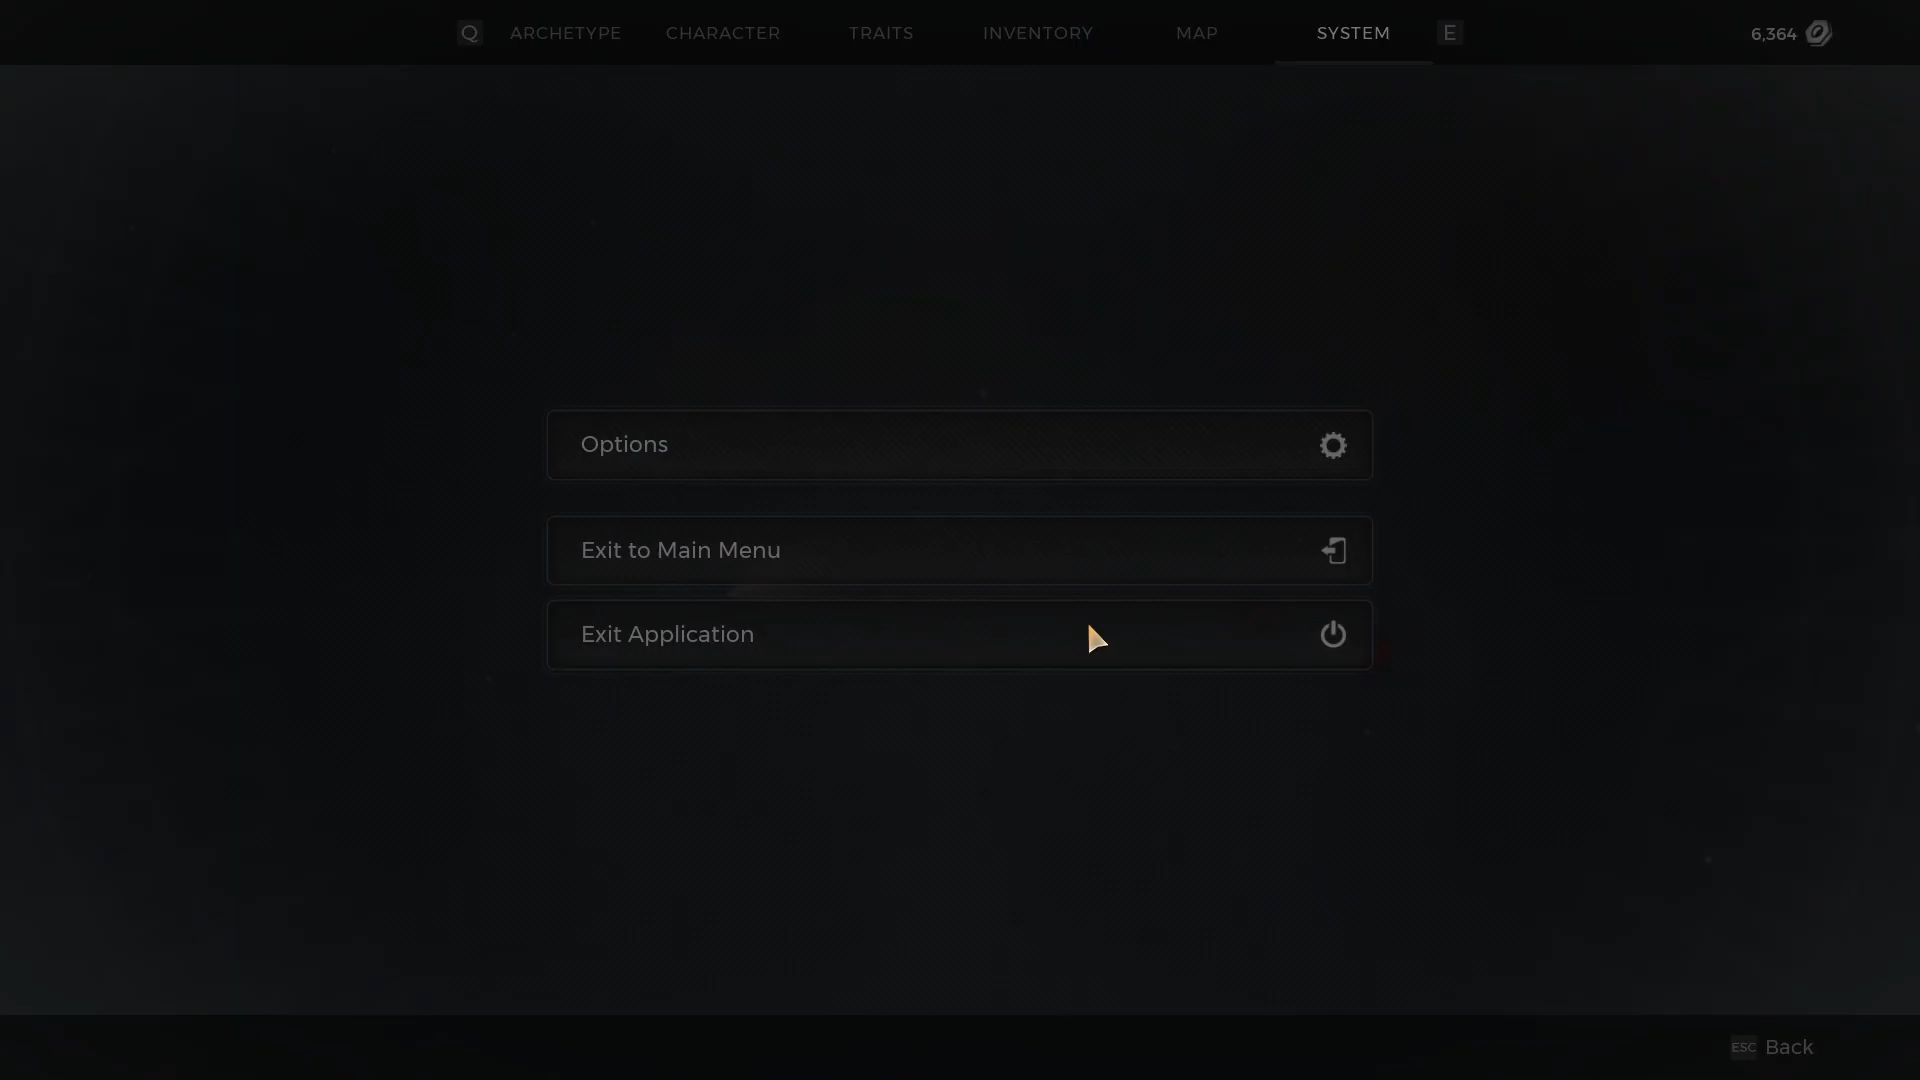 Q ARCHETYPE CHARACTER TRAITS INVENTORY MAP SYSTEM E 6,364
Options
Exit to Main Menu
Exit Application
ESC Back